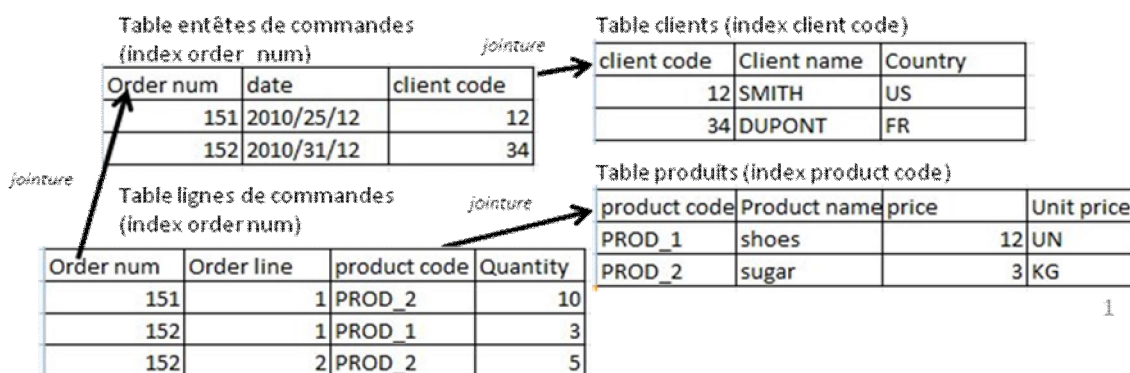 Table entêtes de commandes
(index order num)
jointure
Order num date client code
151 2010/25/12 12
152 2010/31/12 34
Table clients (index client code)
client code Client name Country
12 SMITH US
34 DUPONT FR
jointure
Table lignes de commandes
(index order num)
jointure
Order num Order line product code Quantity
151 1 PROD_2 10
152 1 PROD_1 3
152 2 PROD_2 5
Table produits (index product code)
product code Product name price Unit price
PROD_1 shoes 12 UN
PROD_2 sugar 3 KG
1